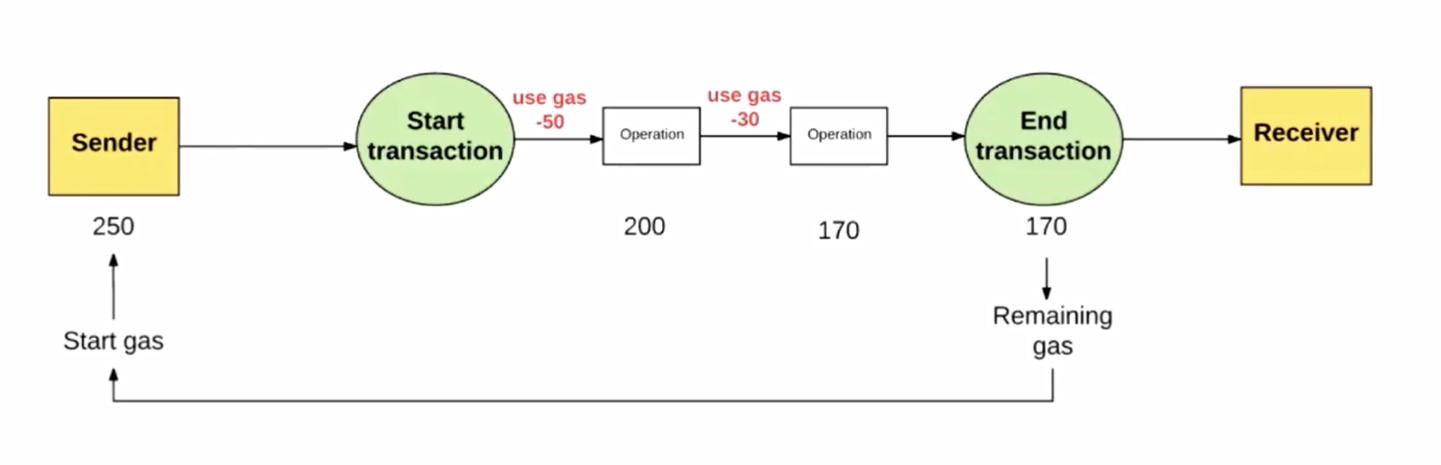 Sender
Start
transaction
use gas
-50
Operation
use gas
-30
Operation
End
transaction
Receiver
250
200
170
170
Start gas
Remaining
gas